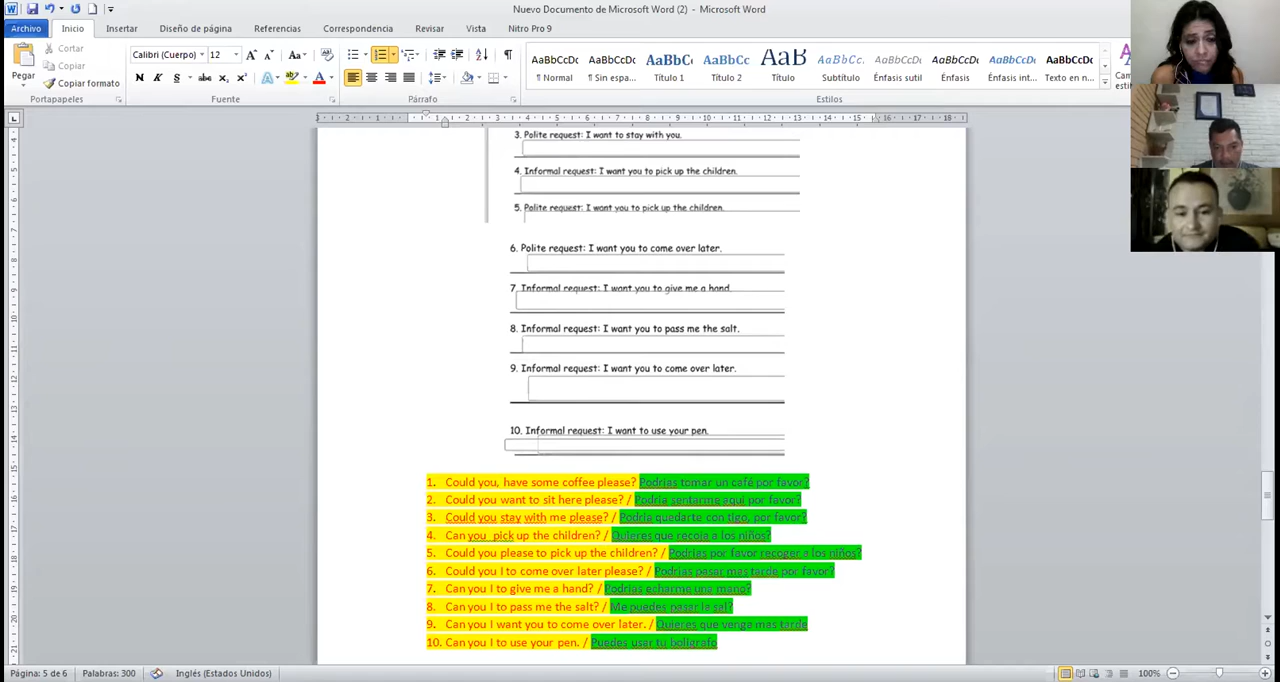 Nuevo Documento de Microsoft Word (2) - Microsoft Word
Archivo Inicio Insertar Diseño de página Referencias Correspondencia Revisar Vista Nitro Pro 9
Pegar
Cortar
Copiar
Copiar formato
Portapapeles
Calibri (Cuerpo) 12
Fuente
Párrafo
AaBbCcDc ¶ Normal
AaBbCcDc ¶ Sin espa...
AaBbC Título 1
AaBbCc Título 2
AaB Título
AaBbCc. Subtítulo
AaBbCcDt Énfasis sutil
AaBbCcDt Énfasis
AaBbCcDt Énfasis int...
AaBbCcDc Texto en n...
Estilos
3. Polite request: I want to stay with you.
4. Informal request: I want you to pick up the children.
5. Polite request: I want you to pick up the children.
6. Polite request: I want you to come over later.
7. Informal request: I want you to give me a hand.
8. Informal request: I want you to pass me the salt.
9. Informal request: I want you to come over later.
10. Informal request: I want to use your pen.
1. Could you, have some coffee please? Podrías tomar un café por favor?
2. Could you want to sit here please? / Podría sentarme aquí por favor?
3. Could you stay with me please? / Podría quedarte con tigo, por favor?
4. Can you pick up the children? / Quieres que recoja a los niños?
5. Could you please to pick up the children? / Podrías por favor recoger a los niños?
6. Could you I to come over later please? / Podrías pasar mas tarde por favor?
7. Can you I to give me a hand? / Podrías echarme una mano?
8. Can you I to pass me the salt? / Me puedes pasar la sal?
9. Can you I want you to come over later. / Quieres que venga mas tarde
10. Can you I to use your pen. / Puedes usar tu bolígrafo
Página: 5 de 6 Palabras: 300 Inglés (Estados Unidos) 100%